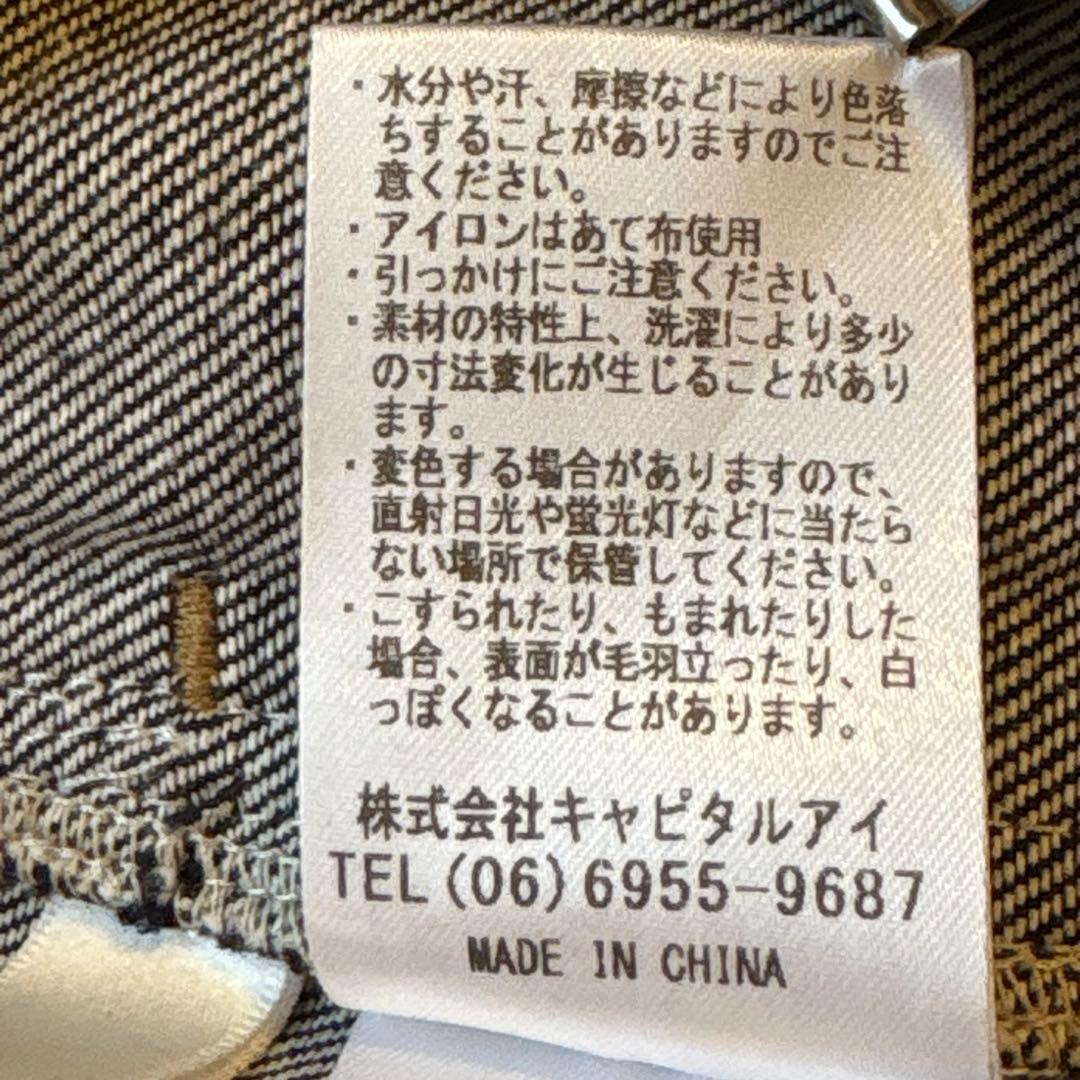 ・水分や汗、摩擦などにより色落
ちすることがありますのでご注
意ください。
・アイロンはあて布使用
・引っかけにご注意ください。
・素材の特性上、洗濯により多少
の寸法変化が生じることがあり
ます。
・変色する場合がありますので、
直射日光や蛍光灯などに当たら
ない場所で保管してください。
・こすられたり、もまれたりした
場合、表面が毛羽立ったり、白
っぽくなることがあります。
株式会社キャピタルアイ
TEL(06)6955-9687
MADE IN CHINA